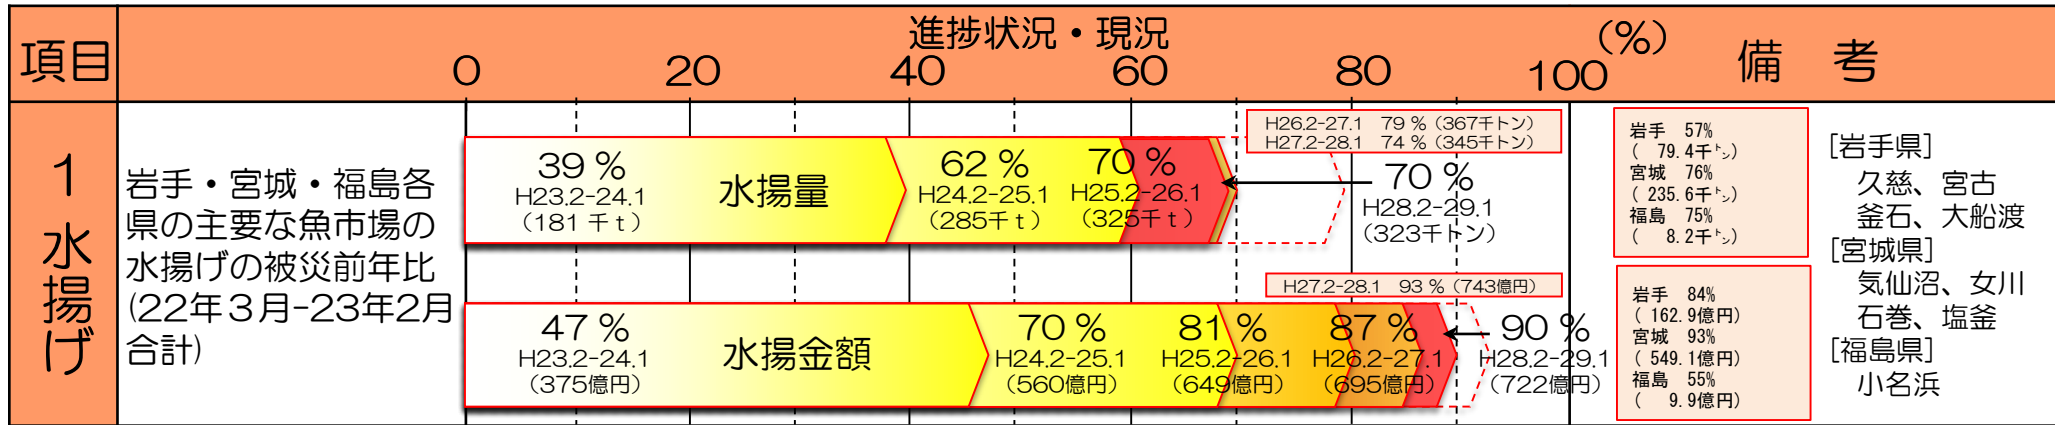 項目
進捗状況・現況
(%)
備 考
0 20 40 60 80 100
1 水揚げ
岩手・宮城・福島各
県の主要な魚市場の
水揚げの被災前年比
(22年３月-23年2月
合計)
H26.2-27.1 79 % (367千トン)
H27.2-28.1 74 % (345千トン)
39 %
H23.2-24.1
(181 千ｔ)
水揚量
62 %
H24.2-25.1
(285千ｔ)
70 %
H25.2-26.1
(325千ｔ)
70 %
H28.2-29.1
(323千トン)
H27.2-28.1 93 % (743億円)
47 %
H23.2-24.1
(375億円)
水揚金額
70 %
H24.2-25.1
(560億円)
81 %
H25.2-26.1
(649億円)
87 %
H26.2-27.1
(695億円)
90 %
H28.2-29.1
(722億円)
岩手 57%
( 79.4千㌧)
宮城 76%
( 235.6千㌧)
福島 75%
( 8.2千㌧)
岩手 84%
( 162.9億円)
宮城 93%
( 549.1億円)
福島 55%
( 9.9億円)
[岩手県]
久慈、宮古
釜石、大船渡
[宮城県]
気仙沼、女川
石巻、塩釜
[福島県]
小名浜